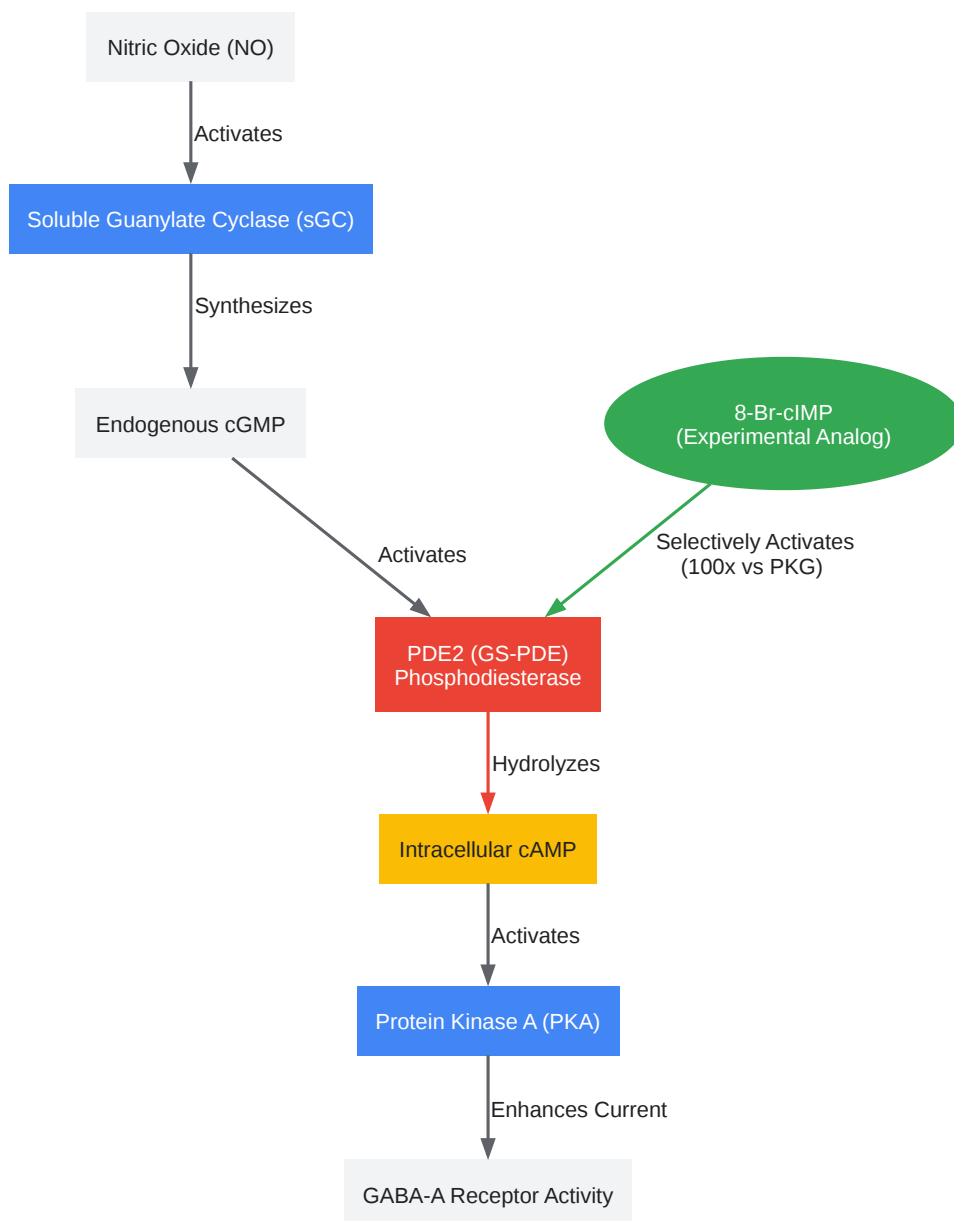 Nitric Oxide (NO)
Activates
Soluble Guanylate Cyclase (sGC)
Synthesizes
Endogenous cGMP
8-Br-cIMP
(Experimental Analog)
Activates
Selectively Activates
(100x vs PKG)
PDE2 (GS-PDE)
Phosphodiesterase
Hydrolyzes
Intracellular cAMP
Activates
Protein Kinase A (PKA)
Enhances Current
GABA-A Receptor Activity